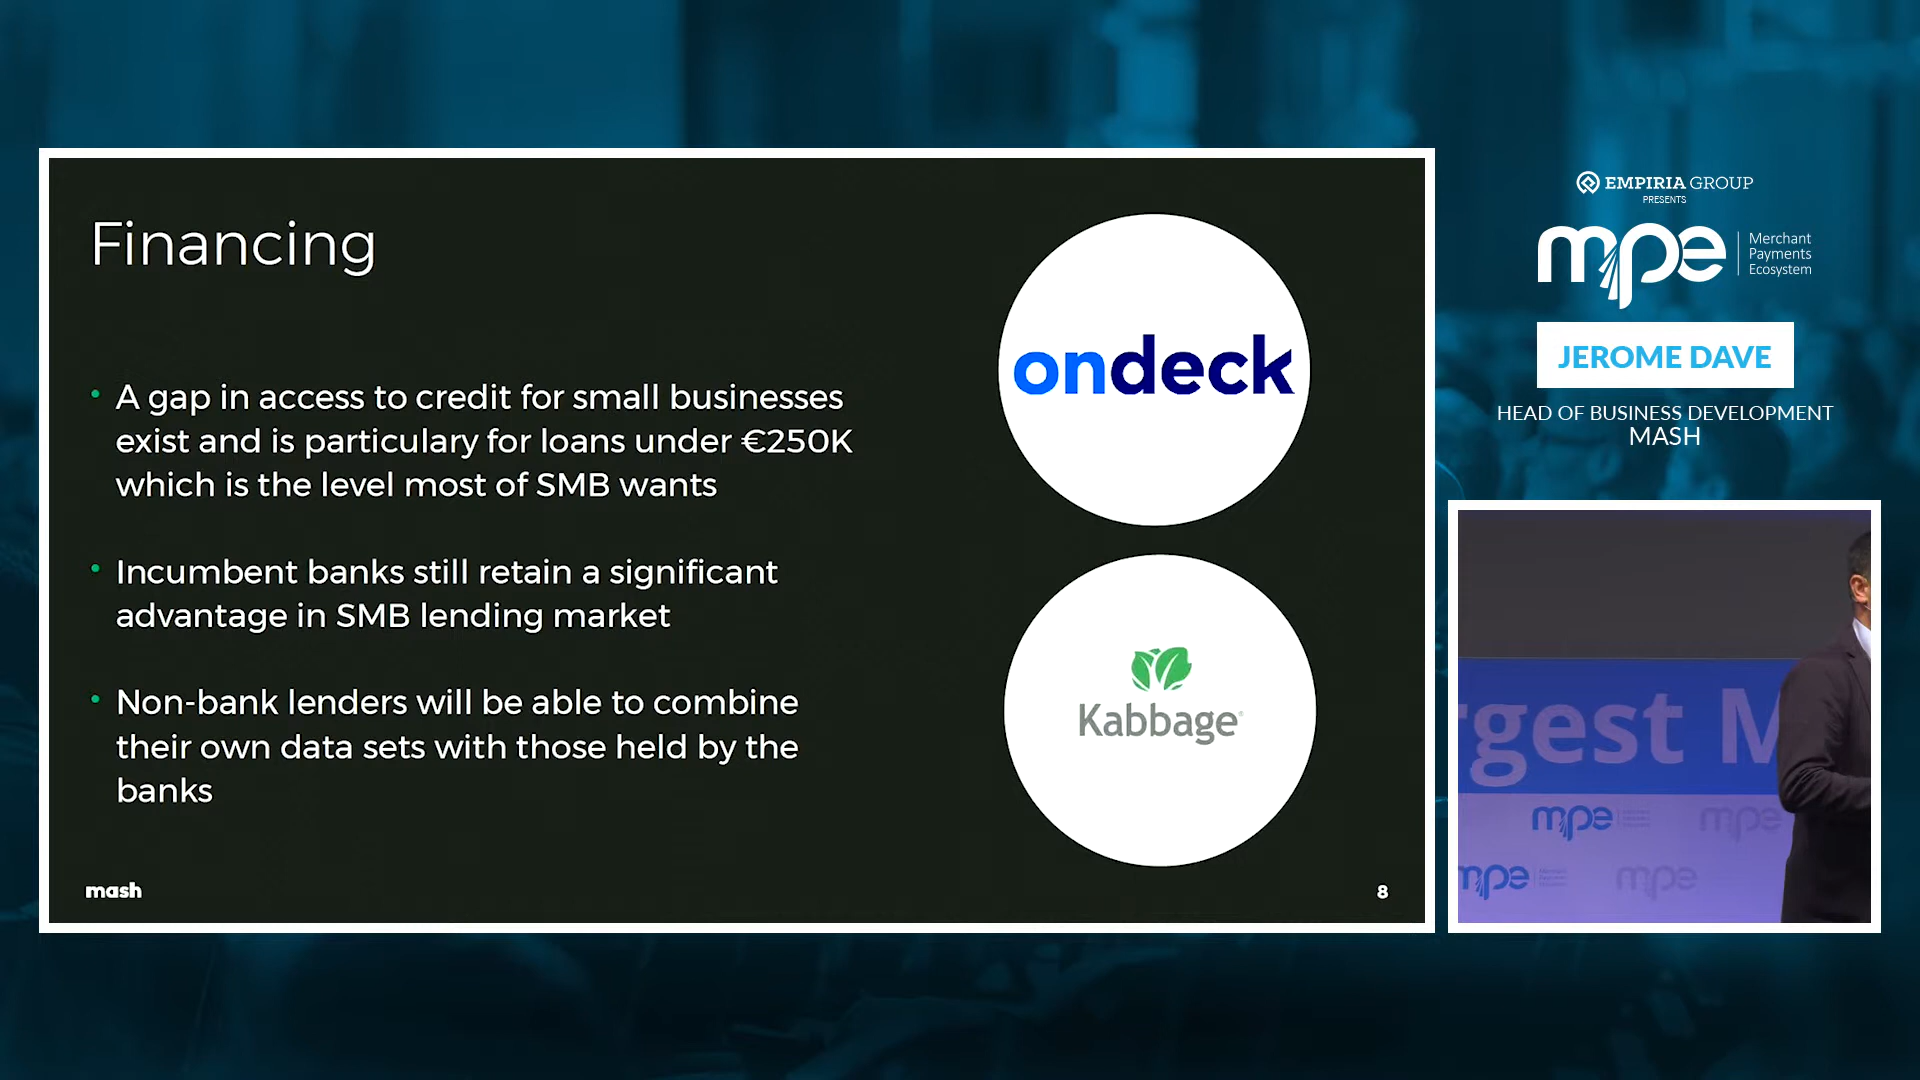 Financing
• A gap in access to credit for small businesses
exist and is particulary for loans under €250K
which is the level most of SMB wants
• Incumbent banks still retain a significant
advantage in SMB lending market
• Non-bank lenders will be able to combine
their own data sets with those held by the
banks
ondeck
Kabbage
mash
8
EMPIRIA GROUP
PRESENTS
mpe
Merchant
Payments
Ecosystem
JEROME DAVE
HEAD OF BUSINESS DEVELOPMENT
MASH
rgest M
mpe
mpe
mpe
mpe